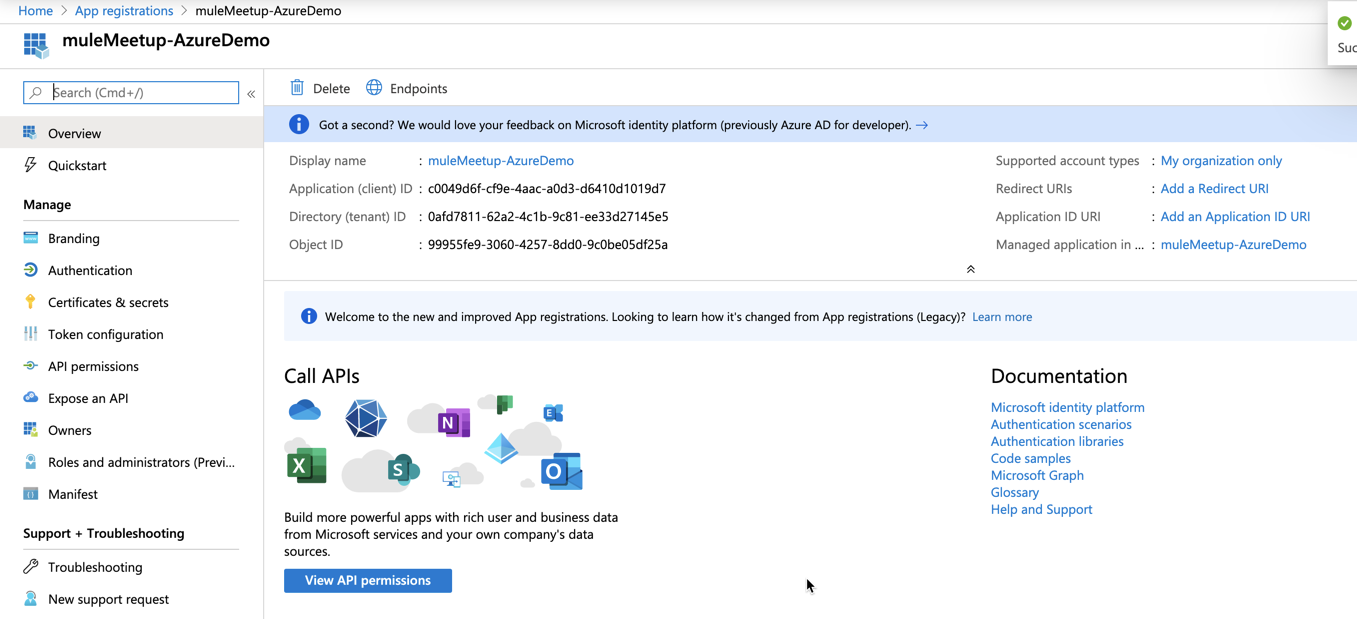 Home > App registrations > muleMeetup-AzureDemo
muleMeetup-AzureDemo
Search (Cmd+/)
«
Delete
Endpoints
Suc
Got a second? We would love your feedback on Microsoft identity platform (previously Azure AD for developer). →
Overview
Quickstart
Manage
Branding
Authentication
Certificates & secrets
Token configuration
API permissions
Expose an API
Owners
Roles and administrators (Previ...
Manifest
Support + Troubleshooting
Troubleshooting
New support request
Display name : muleMeetup-AzureDemo
Application (client) ID : c0049d6f-cf9e-4aac-a0d3-d6410d1019d7
Directory (tenant) ID : 0afd7811-62a2-4c1b-9c81-ee33d27145e5
Object ID : 99955fe9-3060-4257-8dd0-9c0be05df25a
Supported account types : My organization only
Redirect URIs : Add a Redirect URI
Application ID URI : Add an Application ID URI
Managed application in ... : muleMeetup-AzureDemo
Welcome to the new and improved App registrations. Looking to learn how it's changed from App registrations (Legacy)? Learn more
Call APIs
N
E
X
S
O
Build more powerful apps with rich user and business data
from Microsoft services and your own company's data
sources.
View API permissions
Documentation
Microsoft identity platform
Authentication scenarios
Authentication libraries
Code samples
Microsoft Graph
Glossary
Help and Support